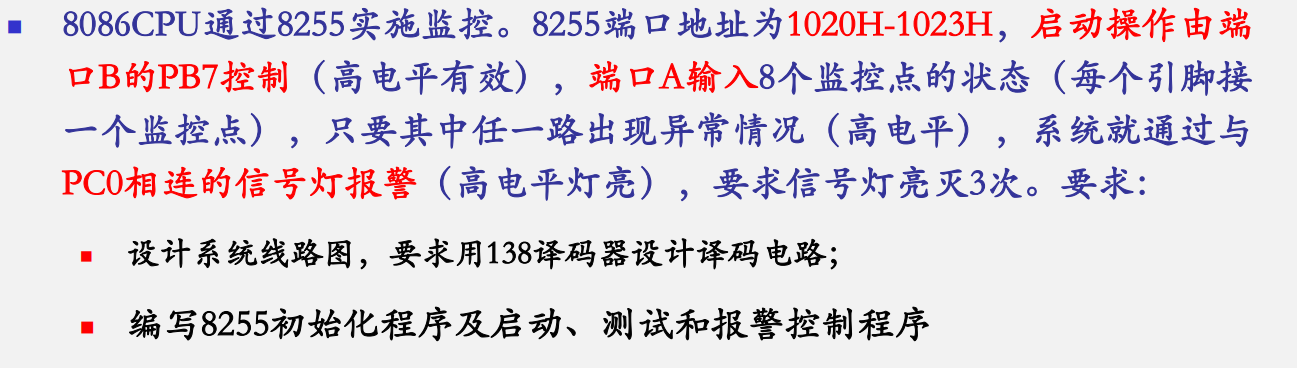 8086CPU通过8255实施监控。8255端口地址为1020H-1023H，启动操作由端
口B的PB7控制（高电平有效），端口A输入8个监控点的状态（每个引脚接
一个监控点），只要其中任一路出现异常情况（高电平），系统就通过与
PC0相连的信号灯报警（高电平灯亮），要求信号灯亮灭3次。要求：
设计系统线路图，要求用138译码器设计译码电路；
编写8255初始化程序及启动、测试和报警控制程序